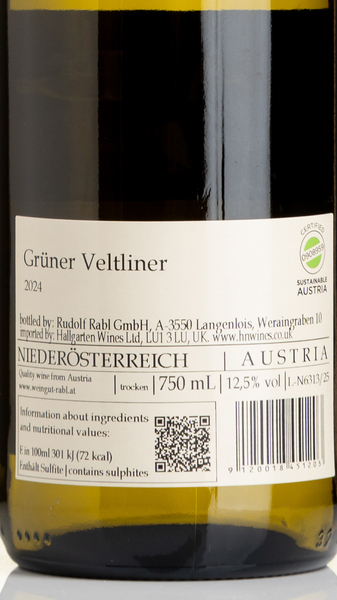 CERTIFIED
SUSTAINABLE
AUSTRIA
Grüner Veltliner
2024
bottled by: Rudolf Rabl GmbH, A-3550 Langenlois, Weraingraben 10
imported by: Hallgarten Wines Ltd, LU1 3 LU, UK. www.hnwines.co.uk
NIEDERÖSTERREICH | AUSTRIA
Quality wine from Austria
www.weingut-rabl.at
trocken | 750 mL | 12,5% vol | L-N6313/25
Information about ingredients
and nutritional values:
E in 100ml 301 kJ (72 kcal)
Enthält Sulfite | contains sulphites
9 120018 451203